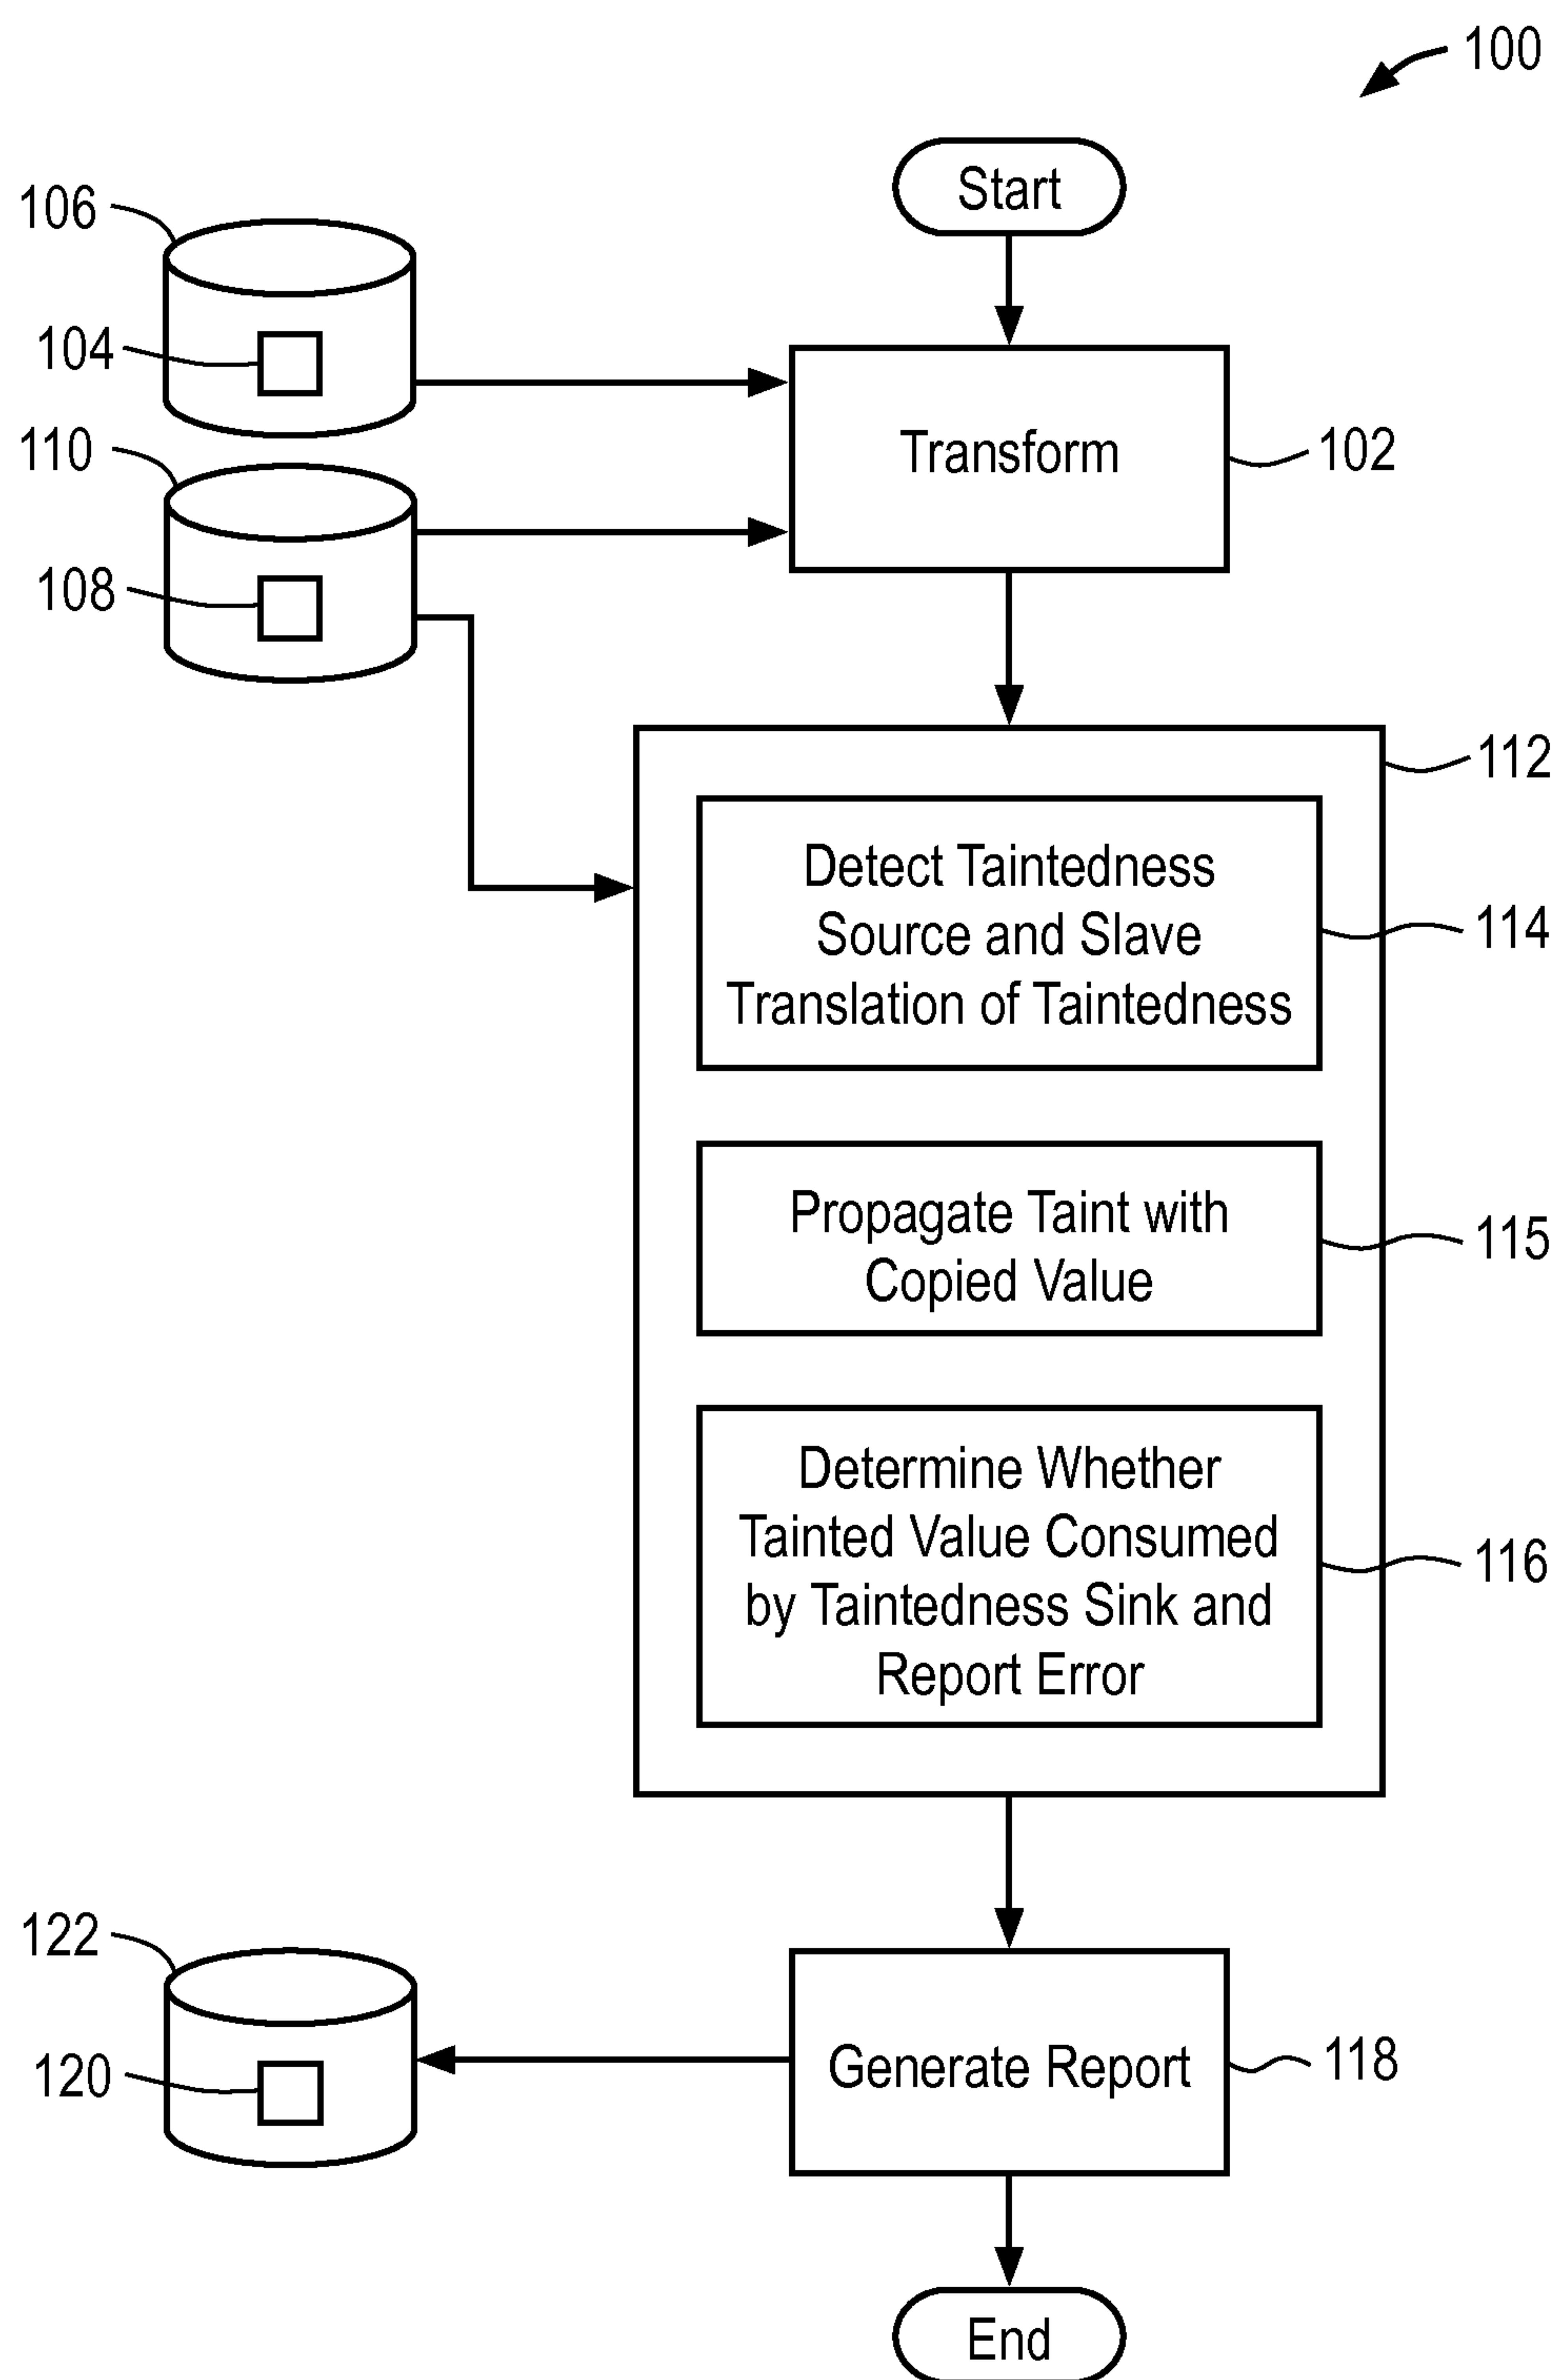 100
Start
106
104
110
Transform
102
108
112
Detect Taintedness
Source and Slave
Translation of Taintedness
114
Propagate Taint with
Copied Value
115
Determine Whether
Tainted Value Consumed
by Taintedness Sink and
Report Error
116
122
120
Generate Report
118
End